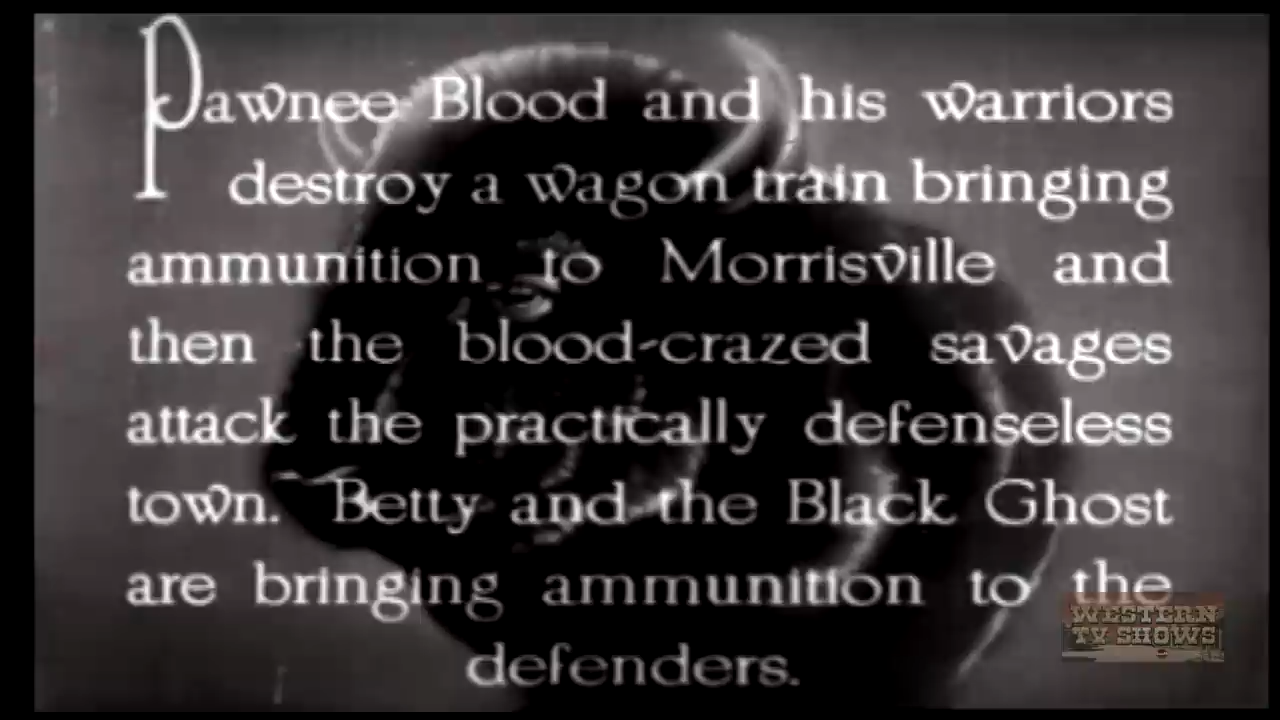 Pawnee Blood and his warriors
destroy a wagon train bringing
ammunition to Morrisville and
then the blood-crazed savages
attack the practically defenseless
town. Betty and the Black Ghost
are bringing ammunition to the
defenders.
WESTERN
TV SHOWS